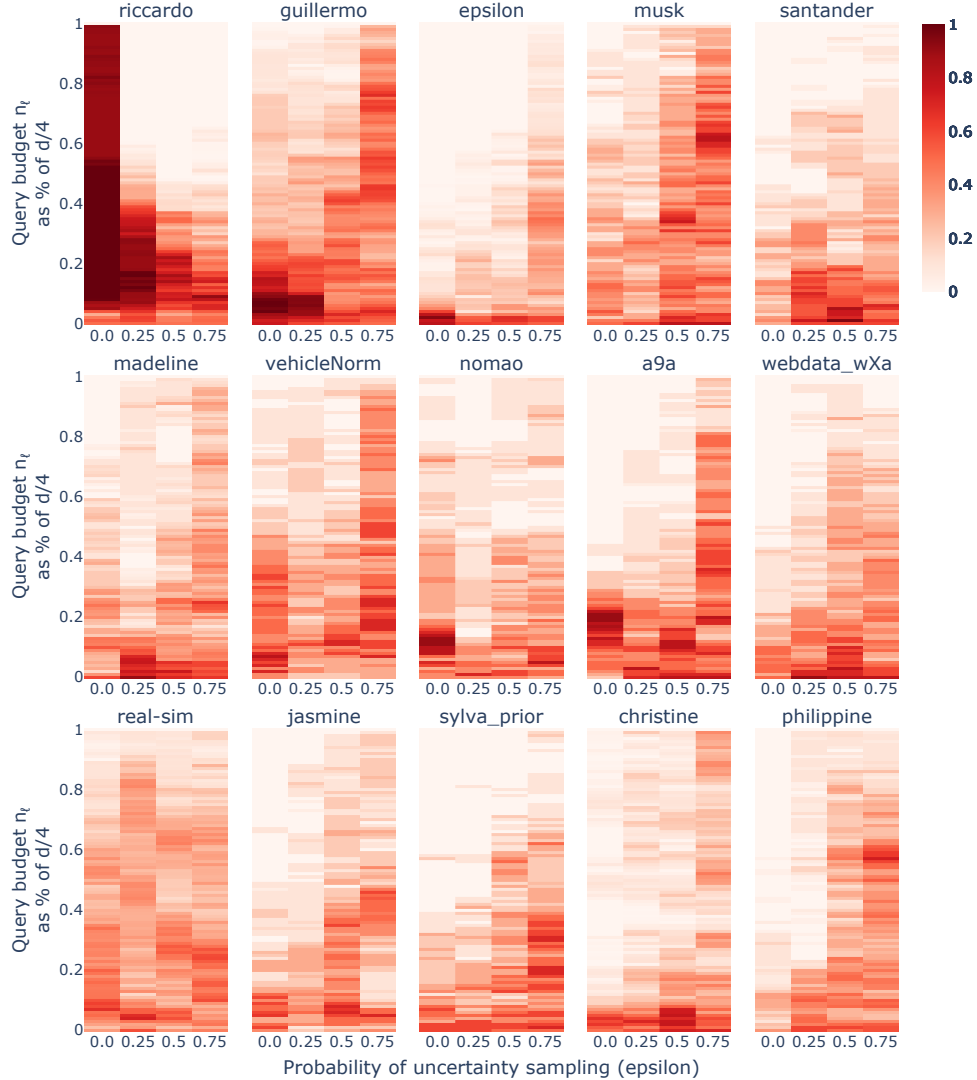 riccardo guillermo epsilon musk santander
Query budget nℓ
as % of d/4
1
0.8
0.6
0.4
0.2
0
0.0 0.25 0.5 0.75 0.0 0.25 0.5 0.75 0.0 0.25 0.5 0.75 0.0 0.25 0.5 0.75 0.0 0.25 0.5 0.75
1
0.8
0.6
0.4
0.2
0
madeline vehicleNorm nomao a9a webdata_wXa
Query budget nℓ
as % of d/4
1
0.8
0.6
0.4
0.2
0
0.0 0.25 0.5 0.75 0.0 0.25 0.5 0.75 0.0 0.25 0.5 0.75 0.0 0.25 0.5 0.75 0.0 0.25 0.5 0.75
real-sim jasmine sylva_prior christine philippine
Query budget nℓ
as % of d/4
1
0.8
0.6
0.4
0.2
0
0.0 0.25 0.5 0.75 0.0 0.25 0.5 0.75 0.0 0.25 0.5 0.75 0.0 0.25 0.5 0.75 0.0 0.25 0.5 0.75
Probability of uncertainty sampling (epsilon)